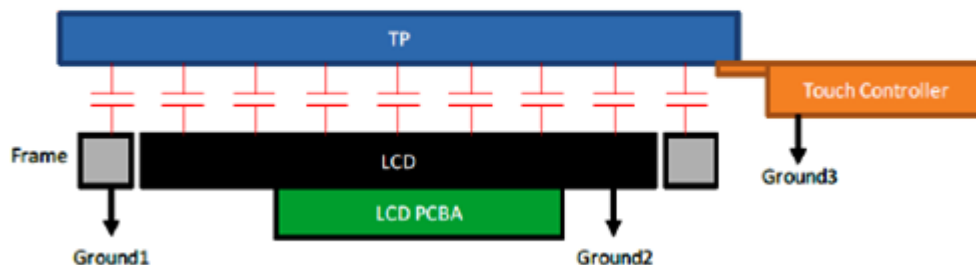 TP
Touch Controller
Frame
LCD
Ground3
LCD PCBA
Ground1
Ground2